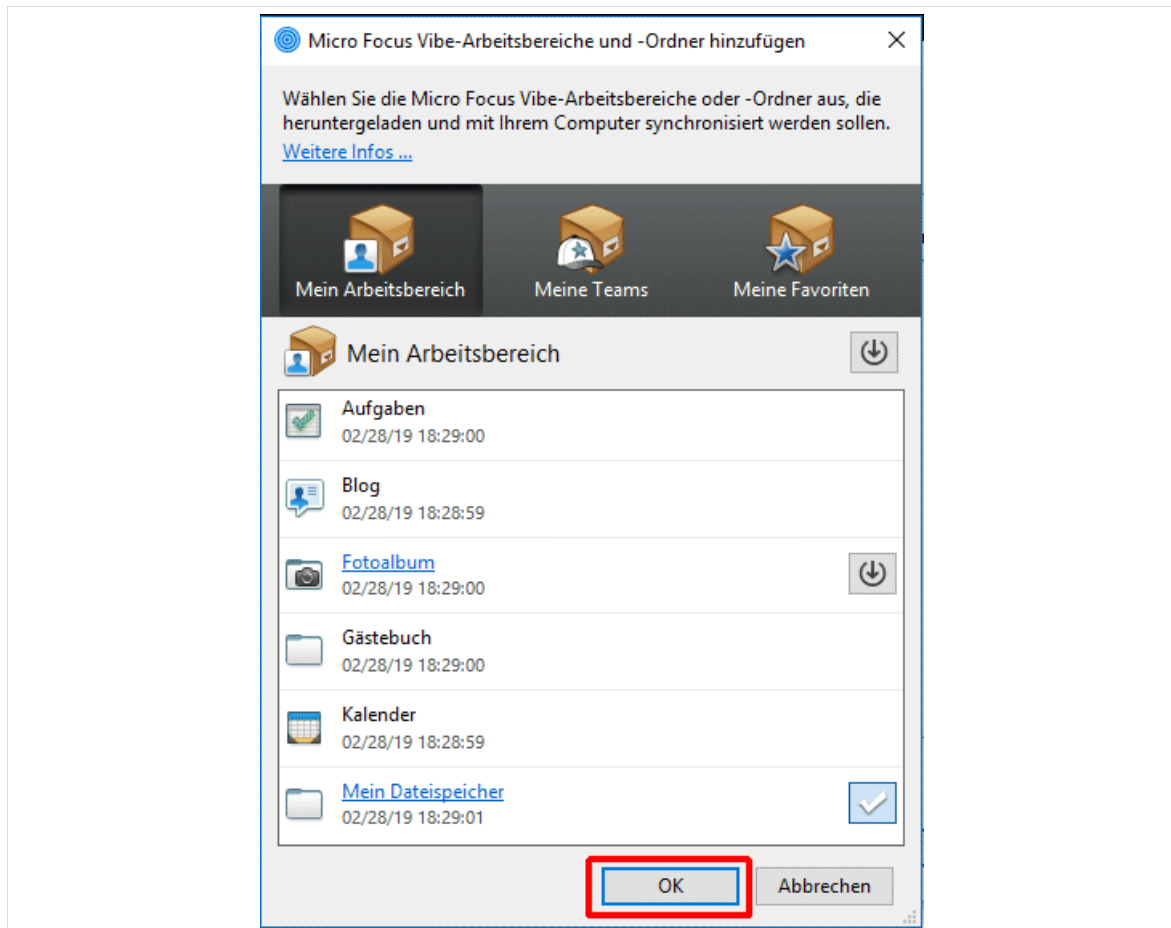 Micro Focus Vibe-Arbeitsbereiche und -Ordner hinzufügen
Wählen Sie die Micro Focus Vibe-Arbeitsbereiche oder -Ordner aus, die
heruntergeladen und mit Ihrem Computer synchronisiert werden sollen.
Weitere Infos ...
Mein Arbeitsbereich
Meine Teams
Meine Favoriten
Mein Arbeitsbereich
Aufgaben
02/28/19 18:29:00
Blog
02/28/19 18:28:59
Fotoalbum
02/28/19 18:29:00
Gästebuch
02/28/19 18:29:00
Kalender
02/28/19 18:28:59
Mein Dateispeicher
02/28/19 18:29:01
OK
Abbrechen